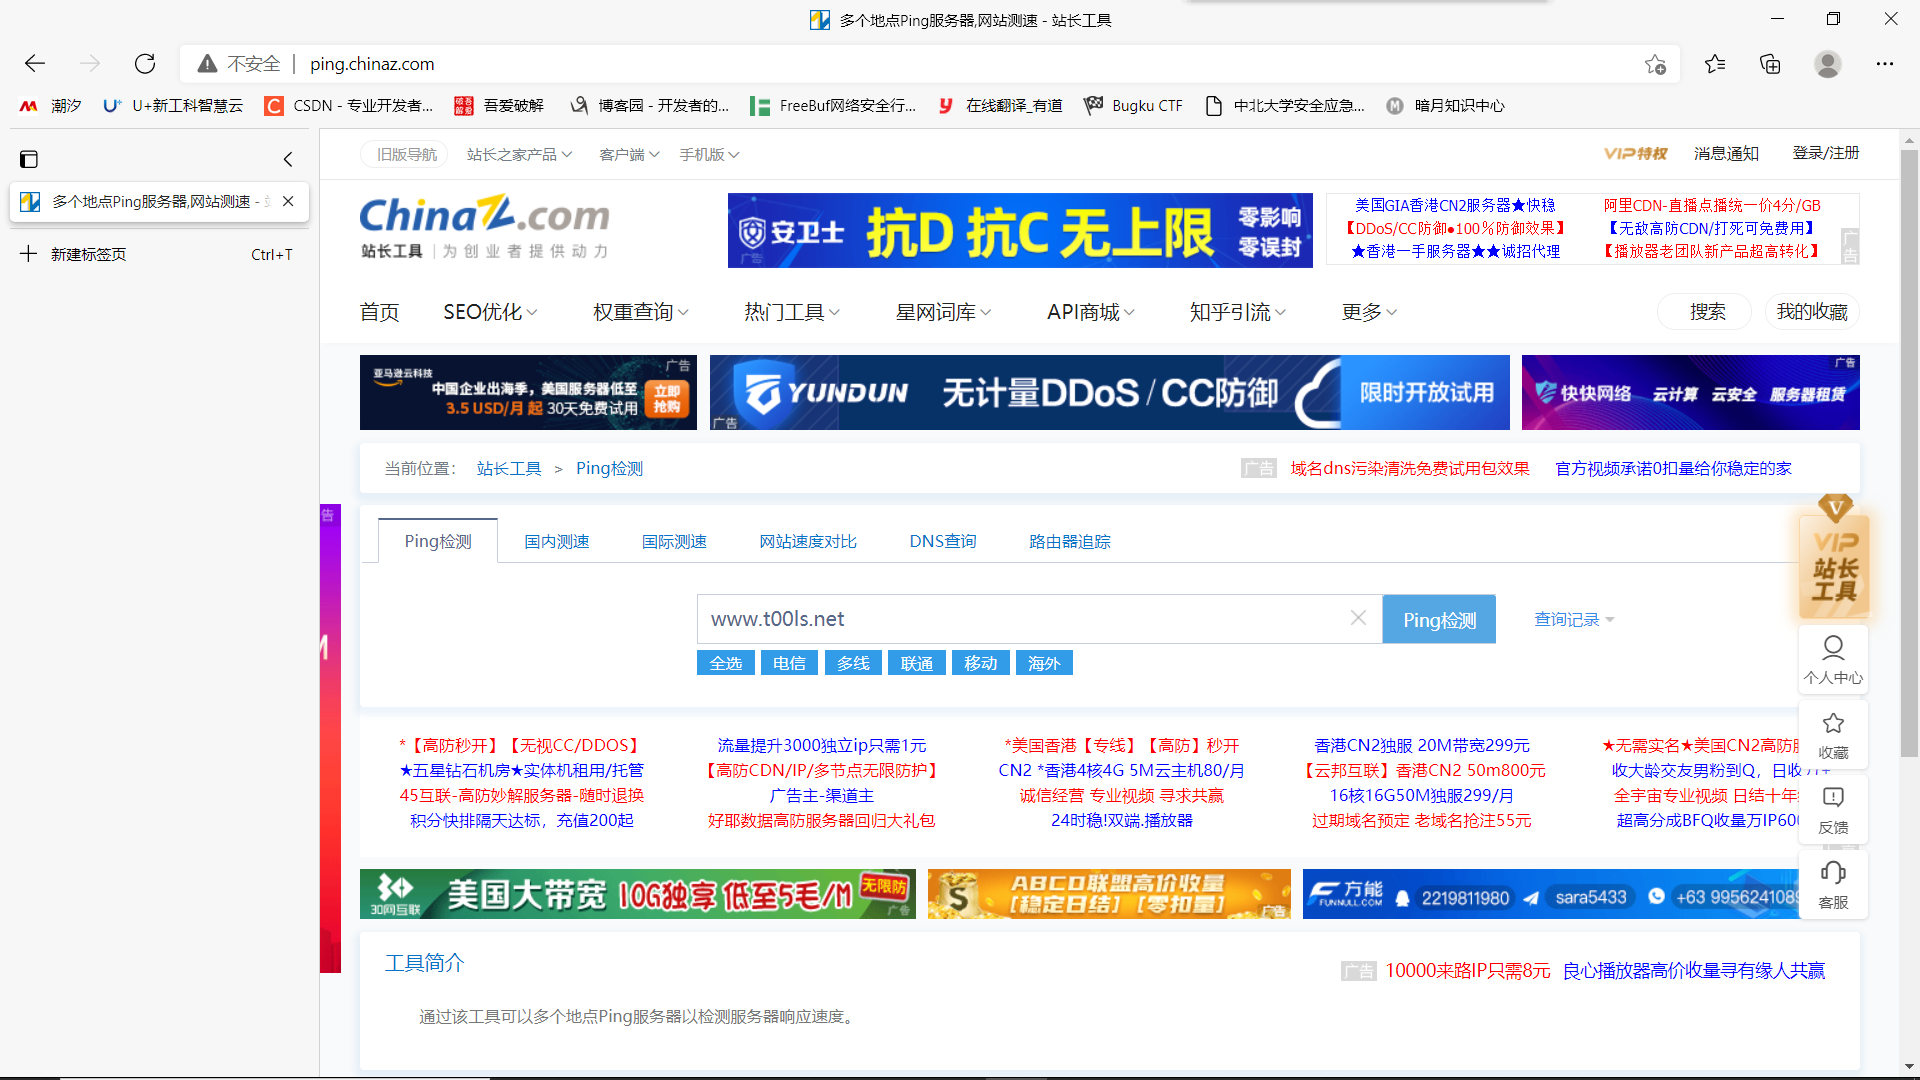 多个地点Ping服务器,网站测速 - 站长工具
不安全 ping.chinaz.com
潮汐 U+新工科智慧云 CSDN - 专业开发者... 吾爱破解 博客园 - 开发者的... FreeBuf网络安全行... 在线翻译_有道 Bugku CTF 中北大学安全应急... 暗月知识中心
多个地点Ping服务器,网站测速 -
新建标签页 Ctrl+T
旧版导航 站长之家产品 客户端 手机版 VIP特权 消息通知 登录/注册
ChinaZ.com
站长工具 为创业者提供动力
安卫士 抗D 抗C 无上限 零影响 零误封 广告
美国GIA香港CN2服务器★快稳 阿里CDN-直播点播统一价4分/GB
【DDoS/CC防御●100%防御效果】 【无敌高防CDN/打死可免费用】
★香港一手服务器★★诚招代理 【播放器老团队新产品超高转化】
广告
首页 SEO优化 权重查询 热门工具 星网词库 API商城 知乎引流 更多 搜索 我的收藏
亚马逊云科技 广告
中国企业出海季，美国服务器低至
3.5 USD/月 起 30天免费试用 立即抢购
YUNDUN 无计量DDoS / CC防御 限时开放试用 广告
快快网络 云计算 云安全 服务器租赁 广告
当前位置： 站长工具 > Ping检测 广告 域名dns污染清洗免费试用包效果 官方视频承诺0扣量给你稳定的家
告
M
Ping检测 国内测速 国际测速 网站速度对比 DNS查询 路由器追踪
www.t00ls.net Ping检测 查询记录
全选 电信 多线 联通 移动 海外
V
VIP
站长
工具
个人中心
收藏
反馈
客服
*【高防秒开】【无视CC/DDOS】 流量提升3000独立ip只需1元 *美国香港【专线】【高防】秒开 香港CN2独服 20M带宽299元 ★无需实名★美国CN2高防
★五星钻石机房★实体机租用/托管 【高防CDN/IP/多节点无限防护】 CN2 *香港4核4G 5M云主机80/月 【云邦互联】香港CN2 50m800元 收大龄交友男粉到Q，日收
45互联-高防妙解服务器-随时退换 广告主-渠道主 诚信经营 专业视频 寻求共赢 16核16G50M独服299/月 全宇宙专业视频 日结十年
积分快排隔天达标，充值200起 好耶数据高防服务器回归大礼包 24时稳!双端.播放器 过期域名预定 老域名抢注55元 超高分成BFQ收量万IP600
30网互联 美国大带宽 10G独享 低至5毛/M 无限防 广告
ABCD联盟高价收量
[稳定日结] [零扣量] 广告
方能 FUNNULL.COM 2219811980 sara5433 +63 9956241089
工具简介
广告 10000来路IP只需8元 良心播放器高价收量寻有缘人共赢
通过该工具可以多个地点Ping服务器以检测服务器响应速度。